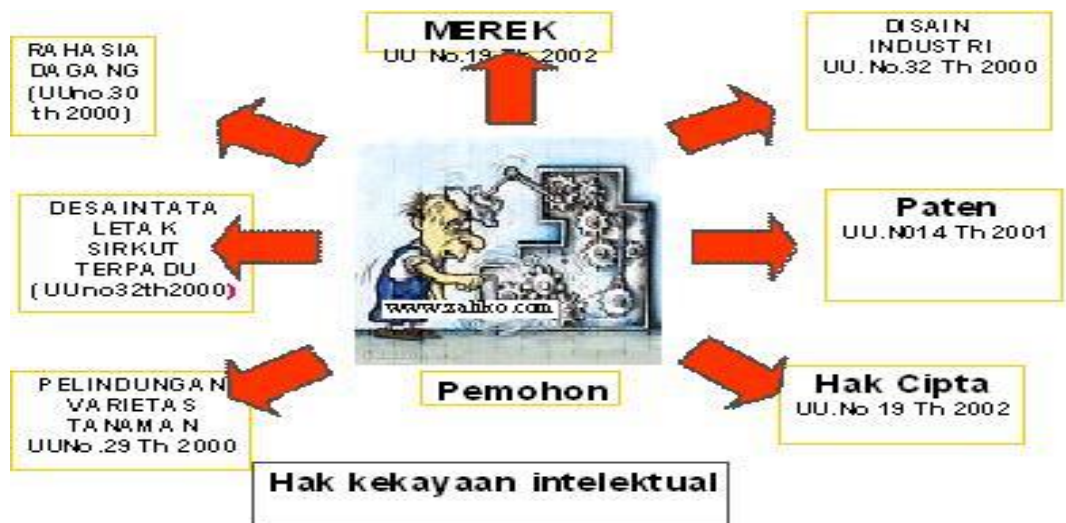 MEREK
UU No.19 Th 2002
DISAIN
INDUSTRI
UU. No.32 Th 2000
RAHASIA
DAGANG
(UUno.30
th 2000)
DESAINTATA
LETAK
SIRKUT
TERPADU
(UUno32th2000)
Paten
UU.N014 Th 2001
www.zaliko.com
PELINDUNGAN
VARIETAS
TANAMAN
UUNo.29 Th 2000
Pemohon
Hak Cipta
UU.No 19 Th 2002
Hak kekayaan intelektual